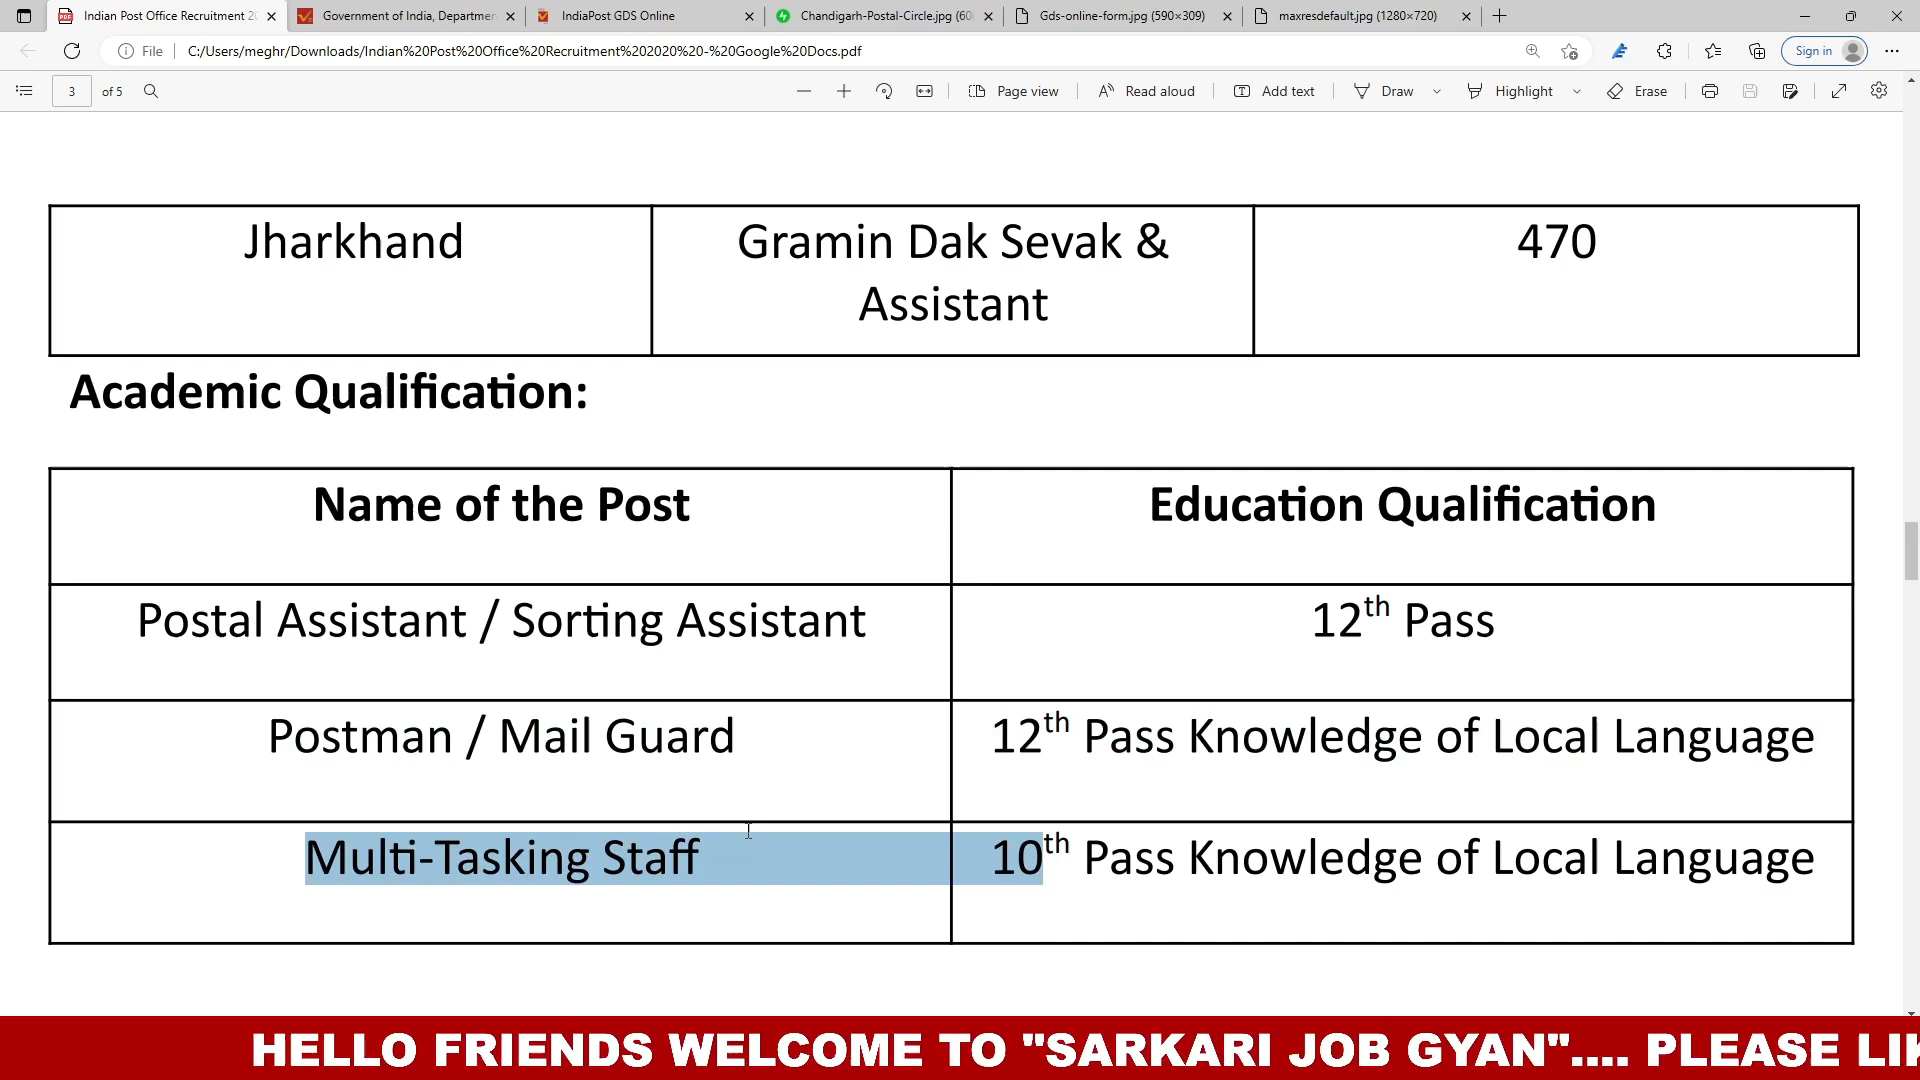 Indian Post Office Recruitment 20
Government of India, Departmen
IndiaPost GDS Online
Chandigarh-Postal-Circle.jpg (60
Gds-online-form.jpg (590×309)
maxresdefault.jpg (1280×720)
File
C:/Users/meghr/Downloads/Indian%20Post%20Office%20Recruitment%202020%20-%20Google%20Docs.pdf
Sign in
3 of 5
Page view
Read aloud
Add text
Draw
Highlight
Erase
Jharkhand
Gramin Dak Sevak &
Assistant
470
Academic Qualification:
Name of the Post
Education Qualification
Postal Assistant / Sorting Assistant
12th Pass
Postman / Mail Guard
12th Pass Knowledge of Local Language
Multi-Tasking Staff
10th Pass Knowledge of Local Language
HELLO FRIENDS WELCOME TO "SARKARI JOB GYAN".... PLEASE LIK